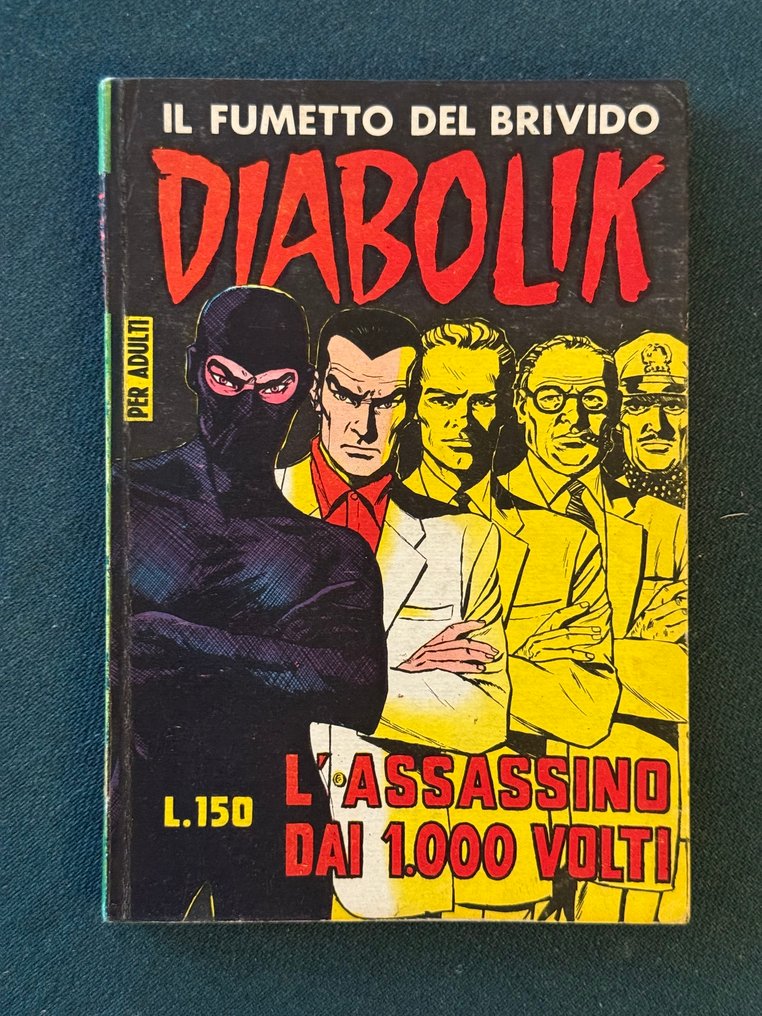 IL FUMETTO DEL BRIVIDO
DIABOLIK
PER ADULTI
L.150
L'ASSASSINO
DAI 1.000 VOLTI